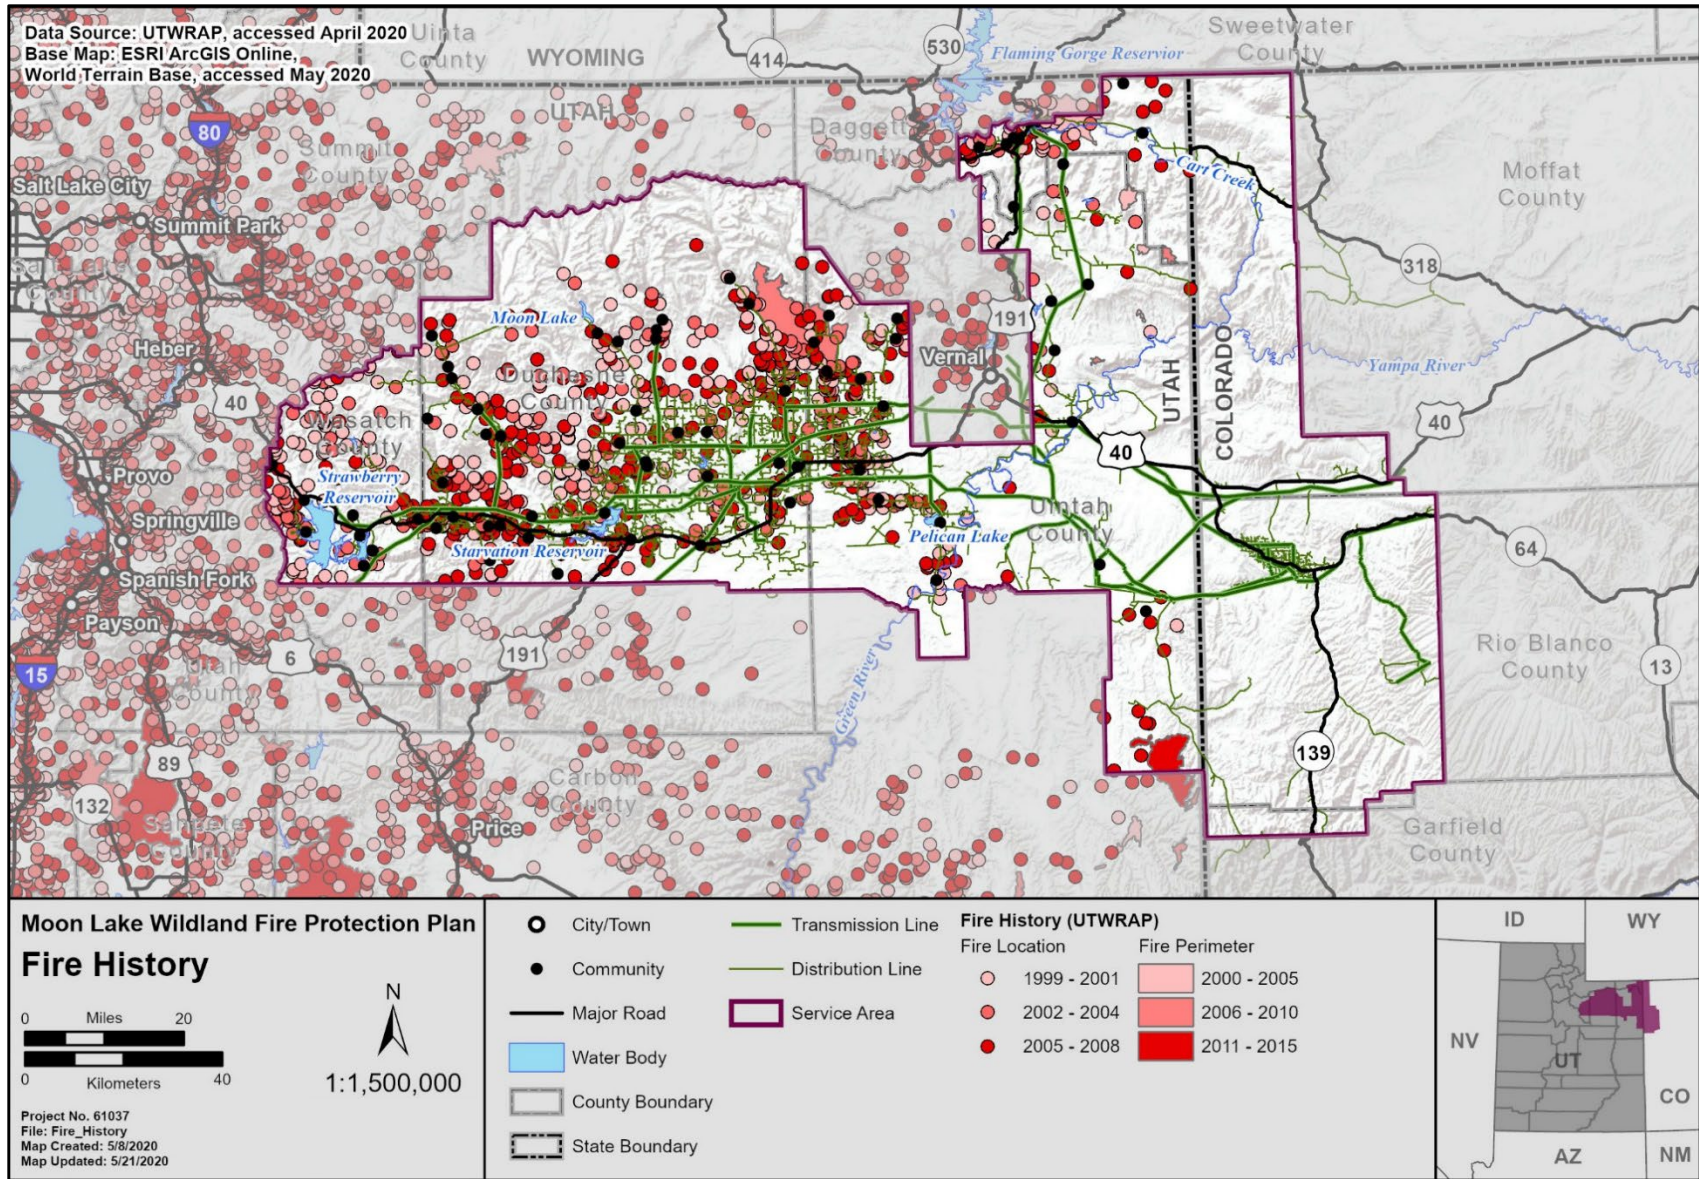 Data Source: UTWRAP, accessed April 2020
Base Map: ESRI ArcGIS Online,
World Terrain Base, accessed May 2020
Uinta
County
WYOMING
414
530
Flaming Gorge Reservior
Sweetwater
County
UTAH
80
Summit
County
Daggett
County
Cart Creek
Moffat
County
Salt Lake City
Summit Park
Salt Lake
County
318
Moon Lake
191
Vernal
Heber
40
Duchesne
County
Wasatch
County
UTAH
COLORADO
Yampa River
40
40
Provo
Strawberry
Reservoir
Springville
Starvation Reservoir
Pelican Lake
Uintah
County
64
Spanish Fork
Payson
6
191
15
Utah
County
Green River
Rio Blanco
County
13
89
132
139
Carbon
County
Sanpete
County
Price
Garfield
County
Moon Lake Wildland Fire Protection Plan
Fire History
0 Miles 20
0 Kilometers 40
N
1:1,500,000
Project No. 61037
File: Fire_History
Map Created: 5/8/2020
Map Updated: 5/21/2020
City/Town
Community
Major Road
Water Body
County Boundary
State Boundary
Transmission Line
Distribution Line
Service Area
Fire History (UTWRAP)
Fire Location
1999 - 2001
2002 - 2004
2005 - 2008
Fire Perimeter
2000 - 2005
2006 - 2010
2011 - 2015
ID
WY
NV
UT
CO
AZ
NM